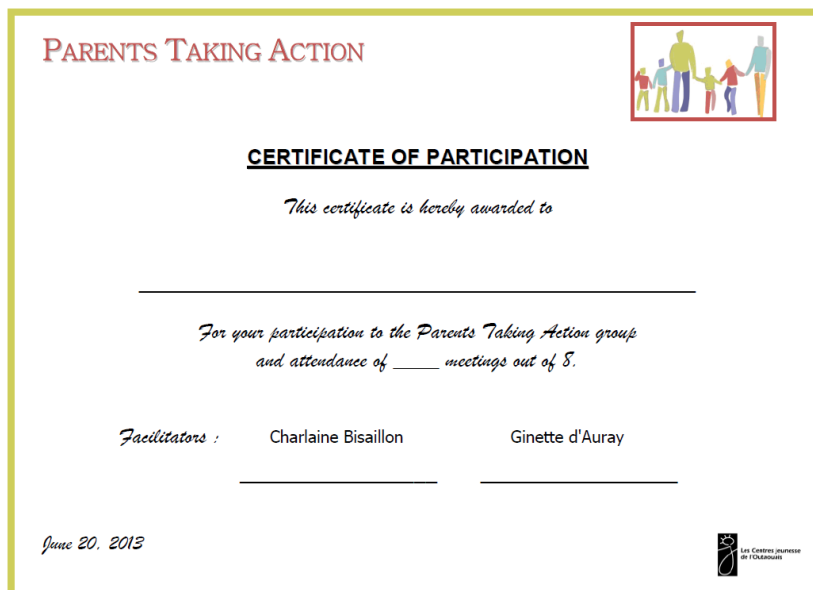 PARENTS TAKING ACTION
CERTIFICATE OF PARTICIPATION
This certificate is hereby awarded to
For your participation to the Parents Taking Action group
and attendance of _____ meetings out of 8.
Facilitators : Charlaine Bisaillon Ginette d'Auray
June 20, 2013
Les Centres jeunesse
de l'Outaouais